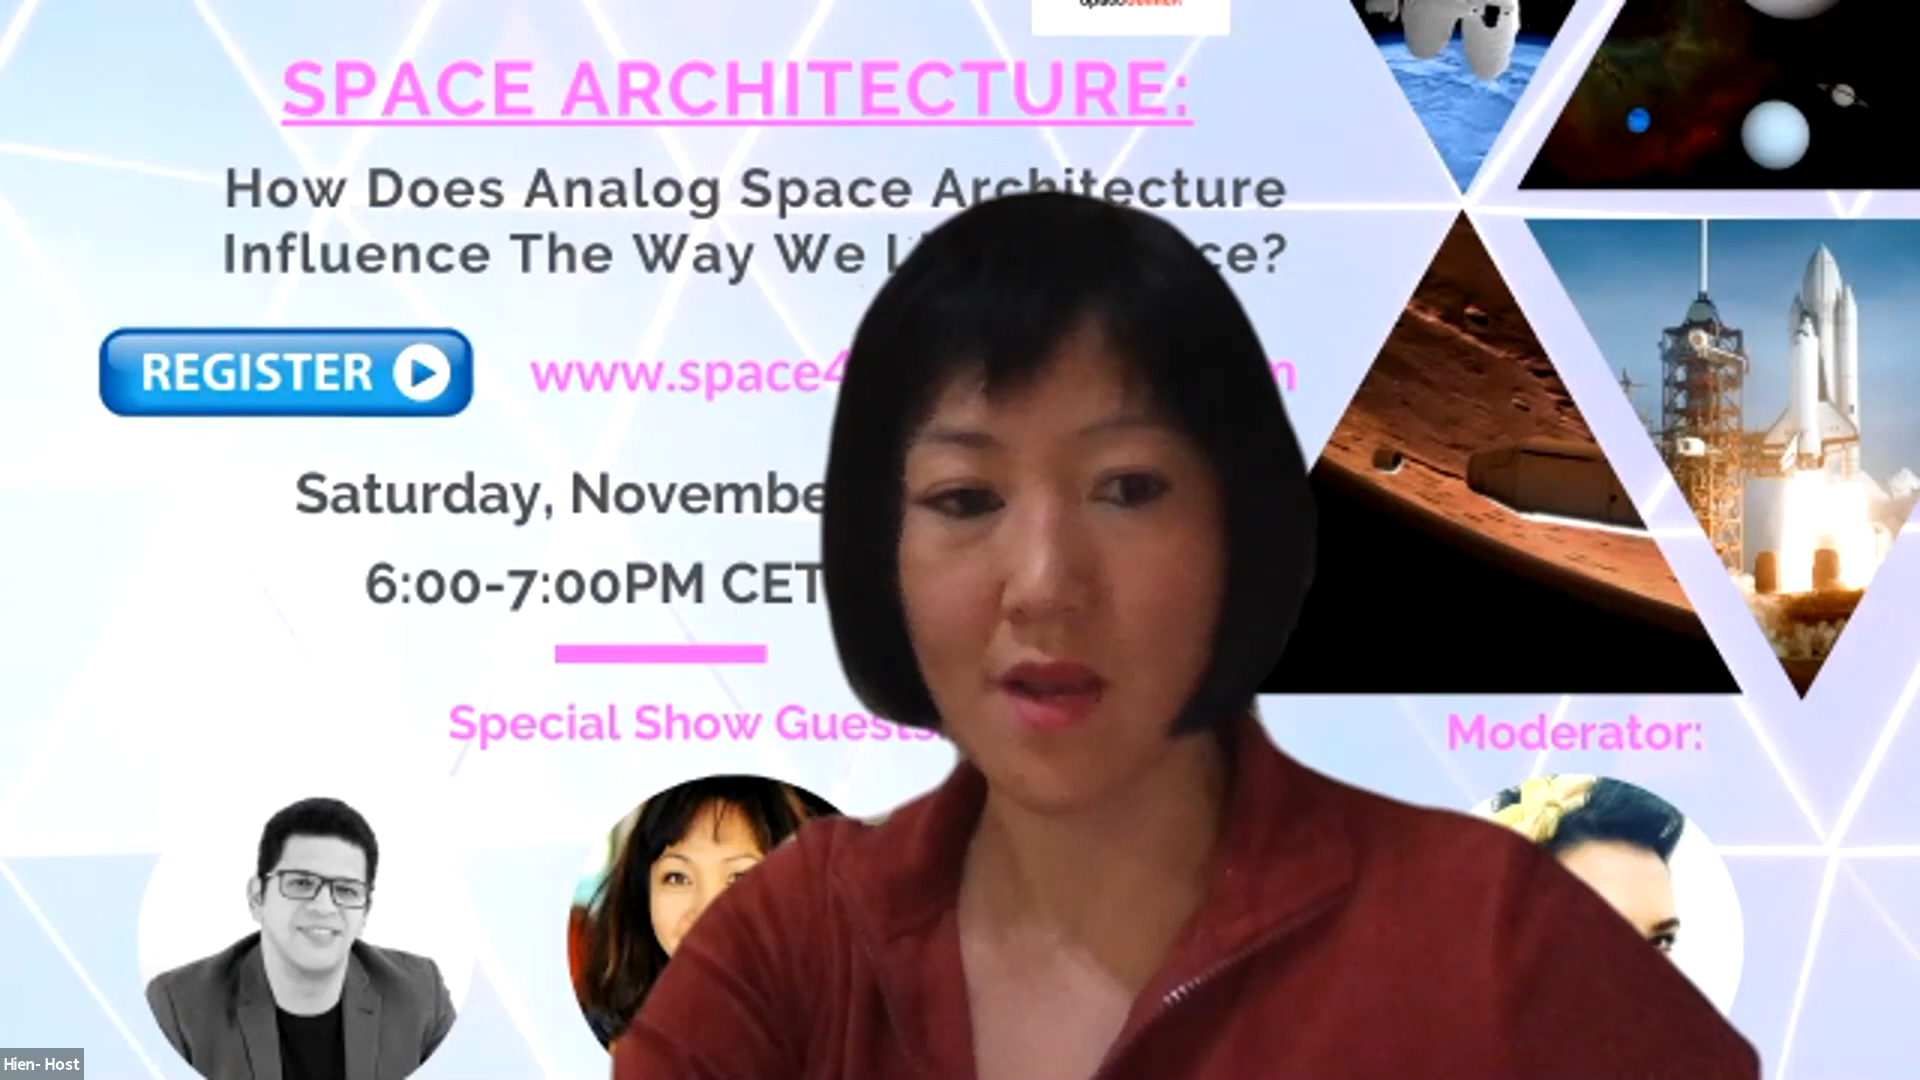 SPACE ARCHITECTURE:
How Does Analog Space Architecture
Influence The Way We
REGISTER
www.space4
Saturday, Novembe
6:00-7:00PM CET
Special Show Guests:
Moderator:
Hien- Host